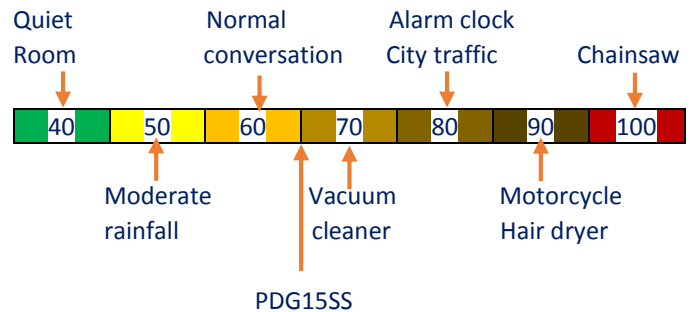 Quiet
Room
Normal
conversation
Alarm clock
City traffic
Chainsaw
40 50 60 70 80 90 100
Moderate
rainfall
Vacuum
cleaner
Motorcycle
Hair dryer
PDG15SS